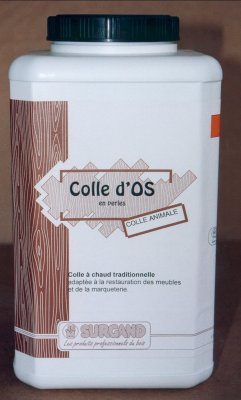 Colle d'OS
en perles
COLLE ANIMALE
Colle à chaud traditionnelle
adaptée à la restauration des meubles
et de la marqueterie.
SURGAND
Les produits professionnels du bois